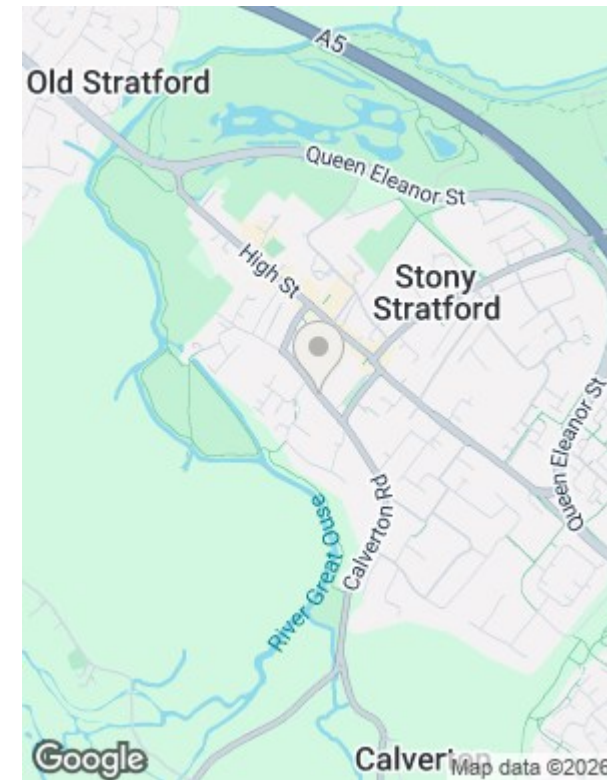 A5
Old Stratford
Queen Eleanor St
High St
Stony
Stratford
Queen Eleanor St
Calverton Rd
River Great Ouse
Calverton
Google
Map data ©2026